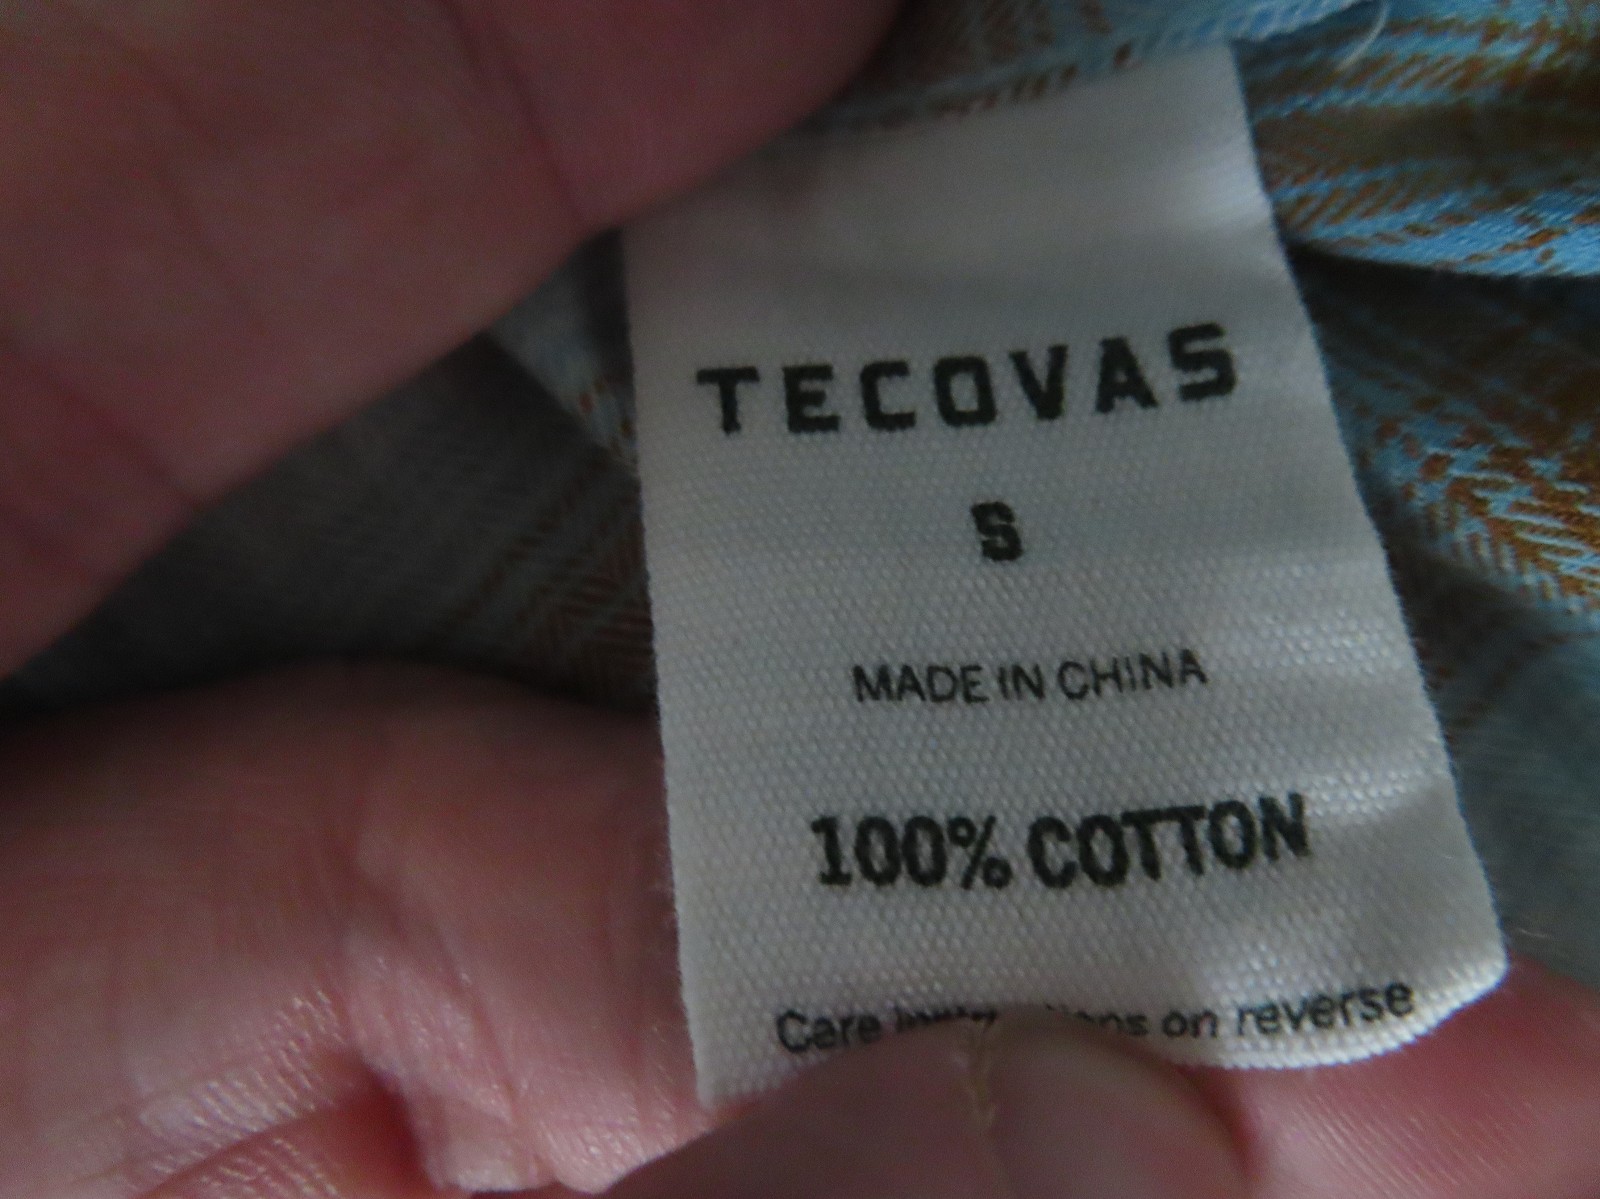 TECOVAS
S
MADE IN CHINA
100% COTTON
Care on reverse